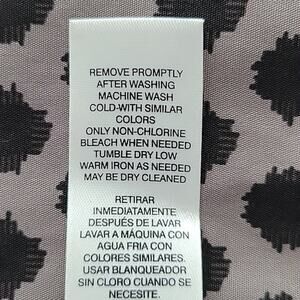 REMOVE PROMPTLY
AFTER WASHING
MACHINE WASH
COLD-WITH SIMILAR
COLORS
ONLY NON-CHLORINE
BLEACH WHEN NEEDED
TUMBLE DRY LOW
WARM IRON AS NEEDED
MAY BE DRY CLEANED
RETIRAR
INMEDIATAMENTE
DESPUÉS DE LAVAR
LAVAR A MÁQUINA CON
AGUA FRIA CON
COLORES SIMILARES.
USAR BLANQUEADOR
SIN CLORO CUANDO SE
NECESITE.